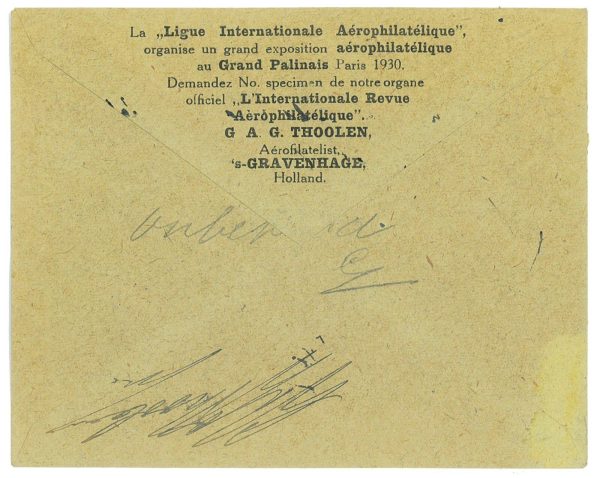 La „Ligue Internationale Aérophilatélique",
organise un grand exposition aérophilatélique
au Grand Palinais Paris 1930.
Demandez No. specimen de notre organe
officiel „L'Internationale Revue
Aérophilatélique".
G A. G. THOOLEN,
Aérofilatelist,
's-GRAVENHAGE,
Holland.